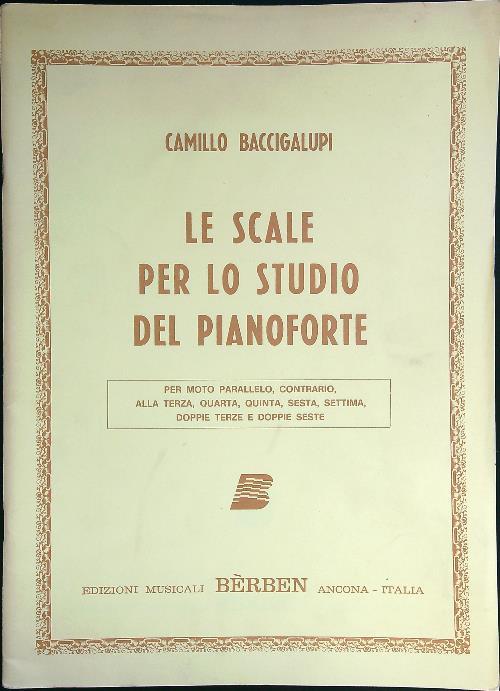 CAMILLO BACCIGALUPI
LE SCALE
PER LO STUDIO
DEL PIANOFORTE
PER MOTO PARALLELO, CONTRARIO,
ALLA TERZA, QUARTA, QUINTA, SESTA, SETTIMA,
DOPPIE TERZE E DOPPIE SESTE
B
EDIZIONI MUSICALI BÈRBEN ANCONA - ITALIA